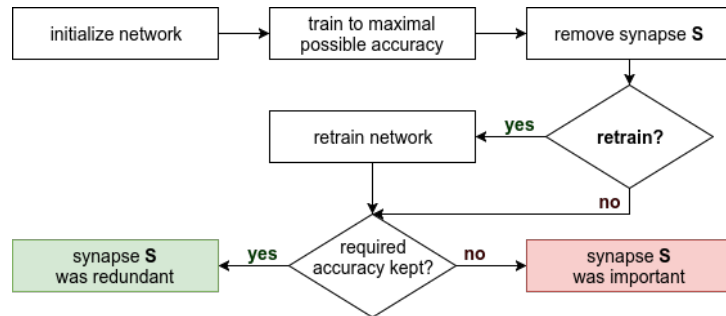 initialize network
train to maximal
possible accuracy
remove synapse S
retrain?
yes
retrain network
no
required
accuracy kept?
yes
synapse S
was redundant
no
synapse S
was important